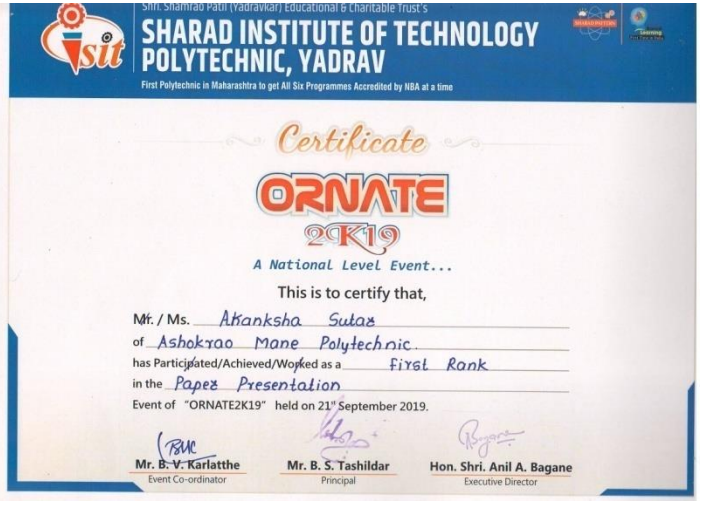 Shri. Shamrao Patil (Yadravkar) Educational & Charitable Trust's
SHARAD INSTITUTE OF TECHNOLOGY
POLYTECHNIC, YADRAV
First Polytechnic in Maharashtra to get All Six Programmes Accredited by NBA at a time
sit
SHARAD PATTERN
Learning
Certificate
ORNATE
2K19
A National Level Event...
This is to certify that,
Mr. / Ms. Akanksha Sutar
of Ashokrao Mane Polytechnic.
has Participated/Achieved/Worked as a First Rank
in the Paper Presentation
Event of "ORNATE2K19" held on 21st September 2019.
Mr. B. V. Karlatthe
Event Co-ordinator
Mr. B. S. Tashildar
Principal
Hon. Shri. Anil A. Bagane
Executive Director